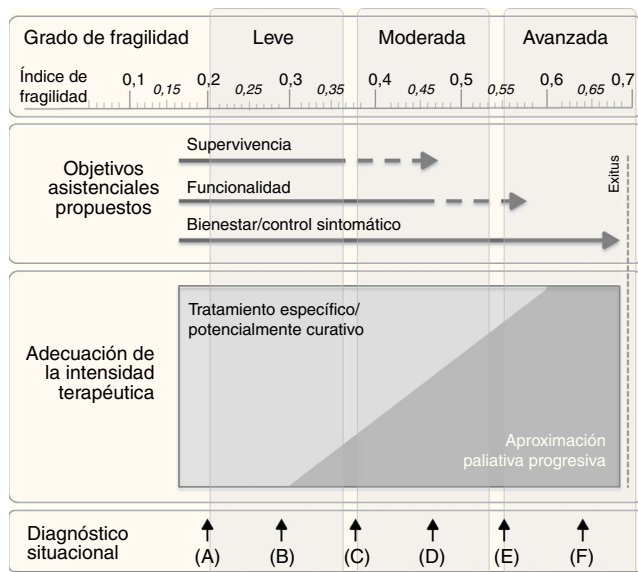 Grado de fragilidad Leve Moderada Avanzada
Índice de
fragilidad
0,1 0,15 0,2 0,25 0,3 0,35 0,4 0,45 0,5 0,55 0,6 0,65 0,7
Objetivos
asistenciales
propuestos
Supervivencia
Funcionalidad
Bienestar/control sintomático
Exitus
Adecuación de
la intensidad
terapéutica
Tratamiento específico/
potencialmente curativo
Aproximación
paliativa progresiva
Diagnóstico
situacional
(A) (B) (C) (D) (E) (F)